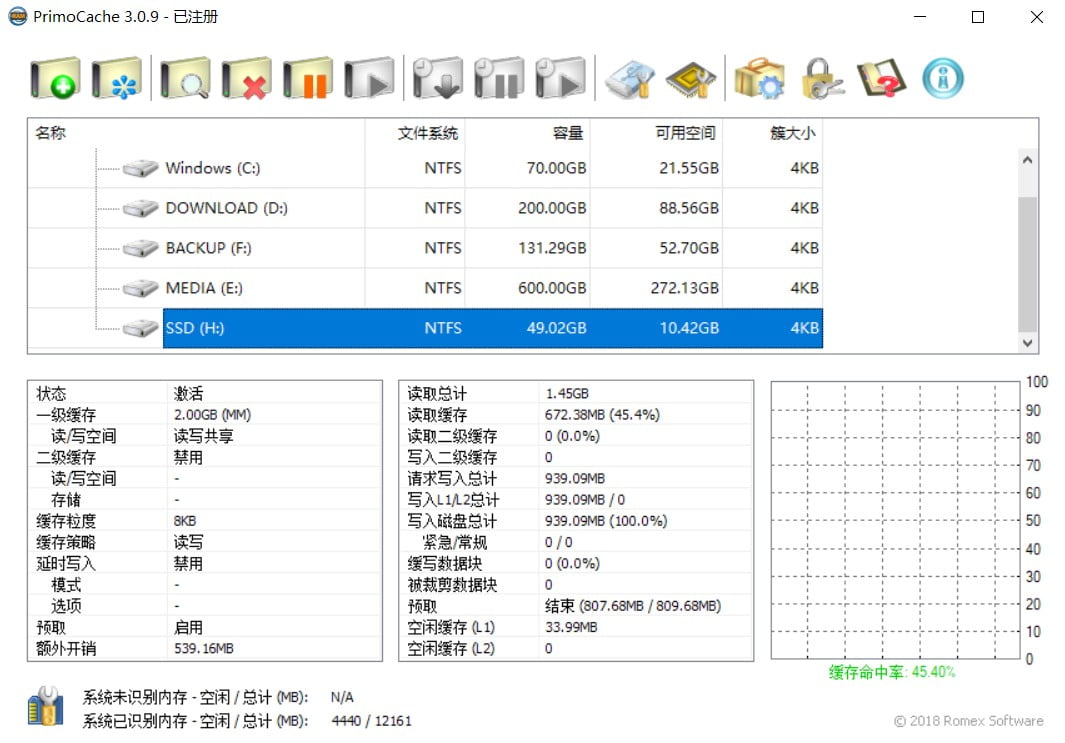 PrimoCache 3.0.9 - 已注册
名称 文件系统 容量 可用空间 簇大小
Windows (C:) NTFS 70.00GB 21.55GB 4KB
DOWNLOAD (D:) NTFS 200.00GB 88.56GB 4KB
BACKUP (F:) NTFS 131.29GB 52.70GB 4KB
MEDIA (E:) NTFS 600.00GB 272.13GB 4KB
SSD (H:) NTFS 49.02GB 10.42GB 4KB
状态 激活
一级缓存 2.00GB (MM)
读/写空间 读写共享
二级缓存 禁用
读/写空间 -
存储 -
缓存粒度 8KB
缓存策略 读写
延时写入 禁用
模式 -
选项 -
预取 启用
额外开销 539.16MB
读取总计 1.45GB
读取缓存 672.38MB (45.4%)
读取二级缓存 0 (0.0%)
写入二级缓存 0
请求写入总计 939.09MB
写入L1/L2总计 939.09MB / 0
写入磁盘总计 939.09MB (100.0%)
紧急/常规 0 / 0
缓写数据块 0 (0.0%)
被裁剪数据块 0
预取 结束 (807.68MB / 809.68MB)
空闲缓存 (L1) 33.99MB
空闲缓存 (L2) 0
100
90
80
70
60
50
40
30
20
10
0
缓存命中率: 45.40%
系统未识别内存 - 空闲 / 总计 (MB): N/A
系统已识别内存 - 空闲 / 总计 (MB): 4440 / 12161
© 2018 Romex Software